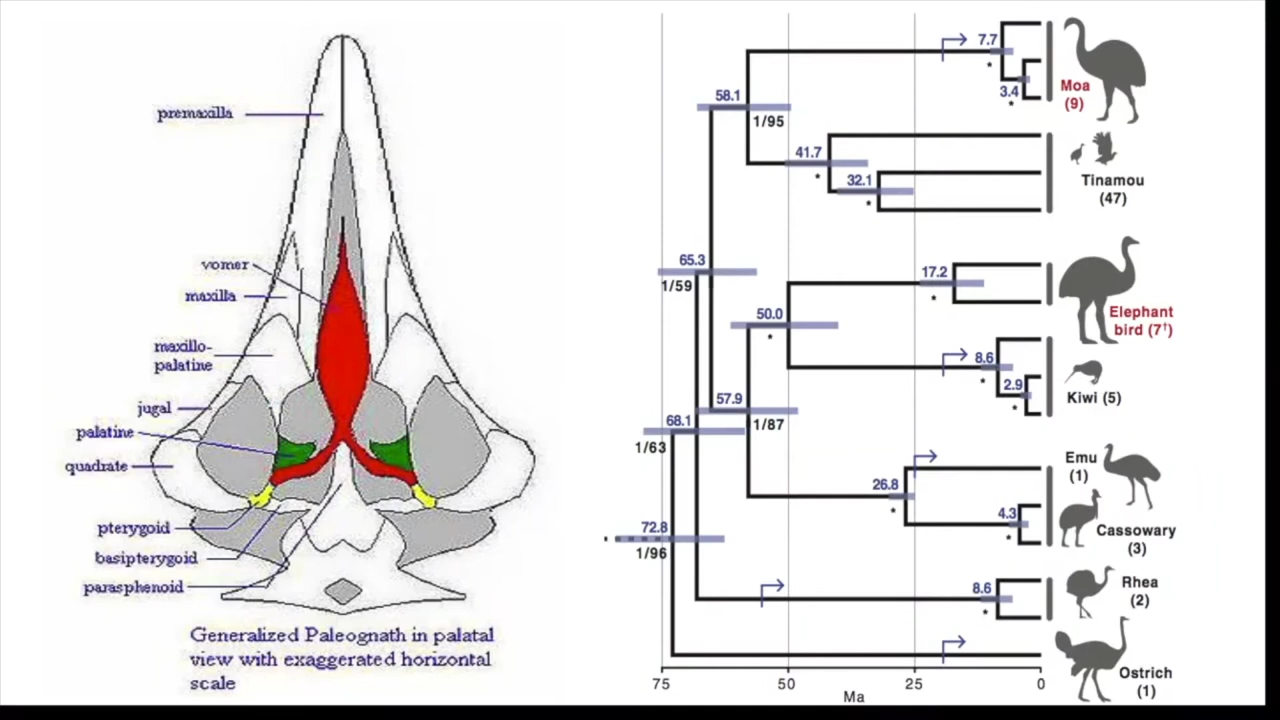 premaxilla
vomer
maxilla
maxillo-
palatine
jugal
palatine
quadrate
pterygoid
basipterygoid
parasphenoid
Generalized Paleognath in palatal
view with exaggerated horizontal
scale
7.7
3.4
*
*
Moa
(9)
58.1
1/95
41.7
*
32.1
*
Tinamou
(47)
65.3
1/59
17.2
*
Elephant
bird (7†)
50.0
*
8.6
*
2.9
*
Kiwi (5)
57.9
1/87
68.1
1/63
Emu
(1)
26.8
*
4.3
*
Cassowary
(3)
72.8
1/96
8.6
*
Rhea
(2)
Ostrich
(1)
75
50
25
0
Ma